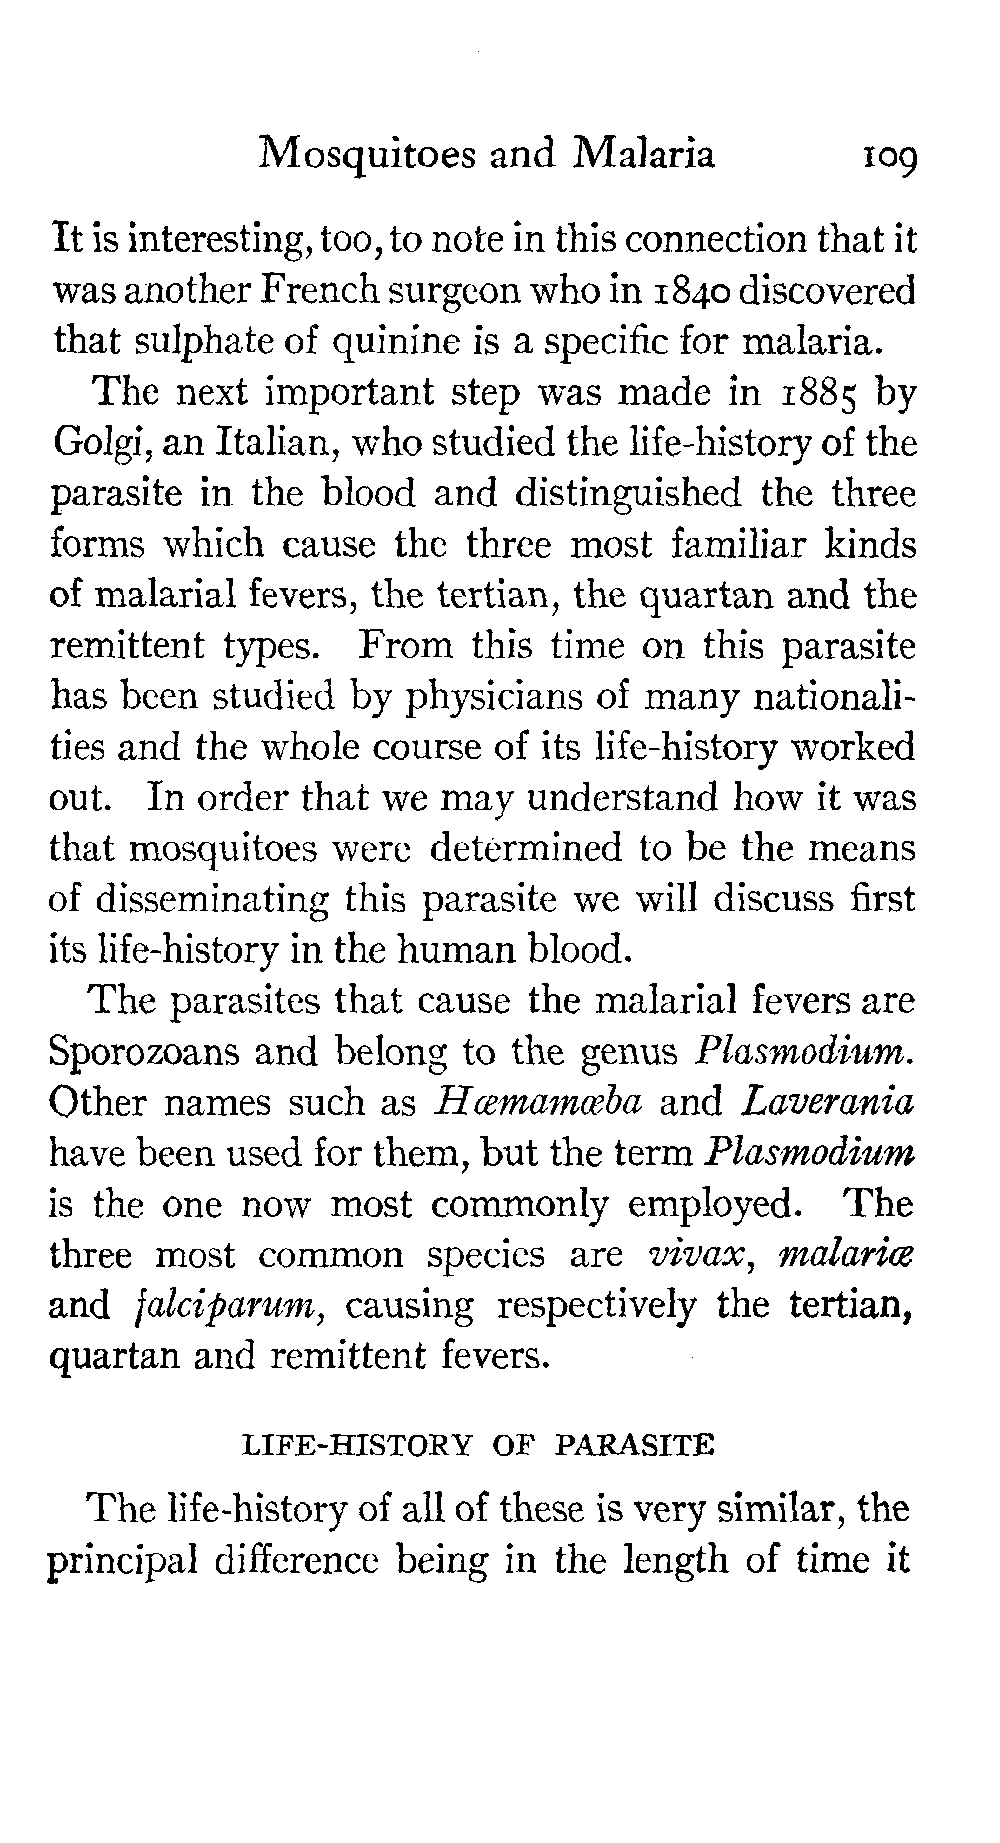 Mosquitoes and Malaria 109
It is interesting, too, to note in this connection that it
was another French surgeon who in 1840 discovered
that sulphate of quinine is a specific for malaria.
The next important step was made in 1885 by
Golgi, an Italian, who studied the life-history of the
parasite in the blood and distinguished the three
forms which cause the three most familiar kinds
of malarial fevers, the tertian, the quartan and the
remittent types. From this time on this parasite
has been studied by physicians of many nationali-
ties and the whole course of its life-history worked
out. In order that we may understand how it was
that mosquitoes were determined to be the means
of disseminating this parasite we will discuss first
its life-history in the human blood.
The parasites that cause the malarial fevers are
Sporozoans and belong to the genus Plasmodium.
Other names such as Hœmamœba and Laverania
have been used for them, but the term Plasmodium
is the one now most commonly employed. The
three most common species are vivax, malariœ
and falciparum, causing respectively the tertian,
quartan and remittent fevers.
LIFE-HISTORY OF PARASITE
The life-history of all of these is very similar, the
principal difference being in the length of time it